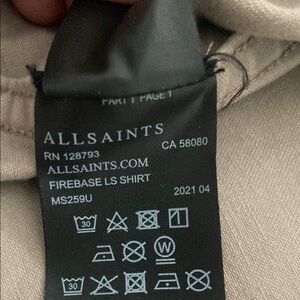 PART 1 PAGE 1
ALLSAINTS
RN 128793 CA 58080
ALLSAINTS.COM
FIREBASE LS SHIRT
MS259U 2021 04
30
W
30